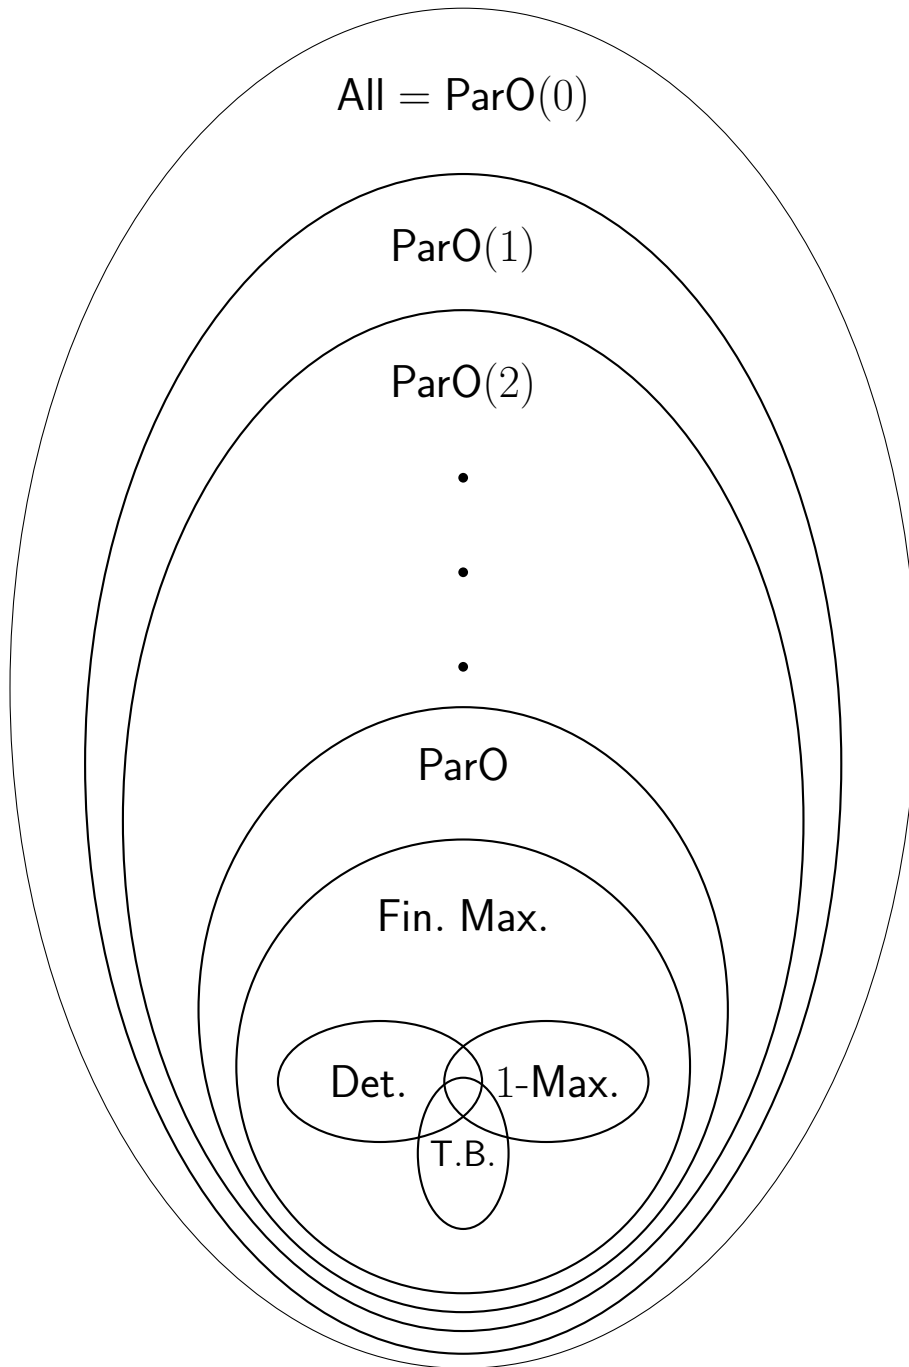 All = ParO(0)
ParO(1)
ParO(2)
ParO
Fin. Max.
Det.
1-Max.
T.B.